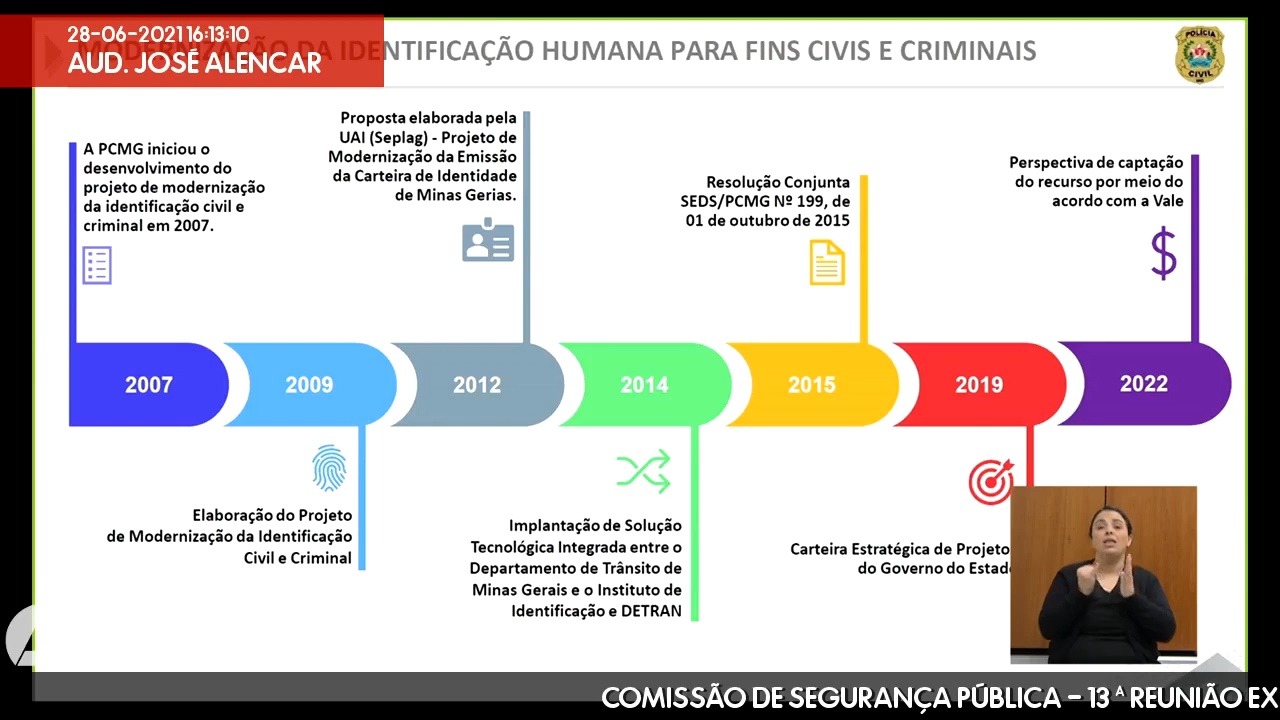 28-06-2021 16:13:10
AUD. JOSÉ ALENCAR
MODERNIZAÇÃO DA IDENTIFICAÇÃO HUMANA PARA FINS CIVIS E CRIMINAIS
POLÍCIA
CIVIL
MG
A PCMG iniciou o
desenvolvimento do
projeto de modernização
da identificação civil e
criminal em 2007.
Proposta elaborada pela
UAI (Seplag) - Projeto de
Modernização da Emissão
da Carteira de Identidade
de Minas Gerias.
Resolução Conjunta
SEDS/PCMG Nº 199, de
01 de outubro de 2015
Perspectiva de captação
do recurso por meio do
acordo com a Vale
2007
2009
2012
2014
2015
2019
2022
Elaboração do Projeto
de Modernização da Identificação
Civil e Criminal
Implantação de Solução
Tecnológica Integrada entre o
Departamento de Trânsito de
Minas Gerais e o Instituto de
Identificação e DETRAN
Carteira Estratégica de Projeto
do Governo do Estado
COMISSÃO DE SEGURANÇA PÚBLICA – 13 ª REUNIÃO EX